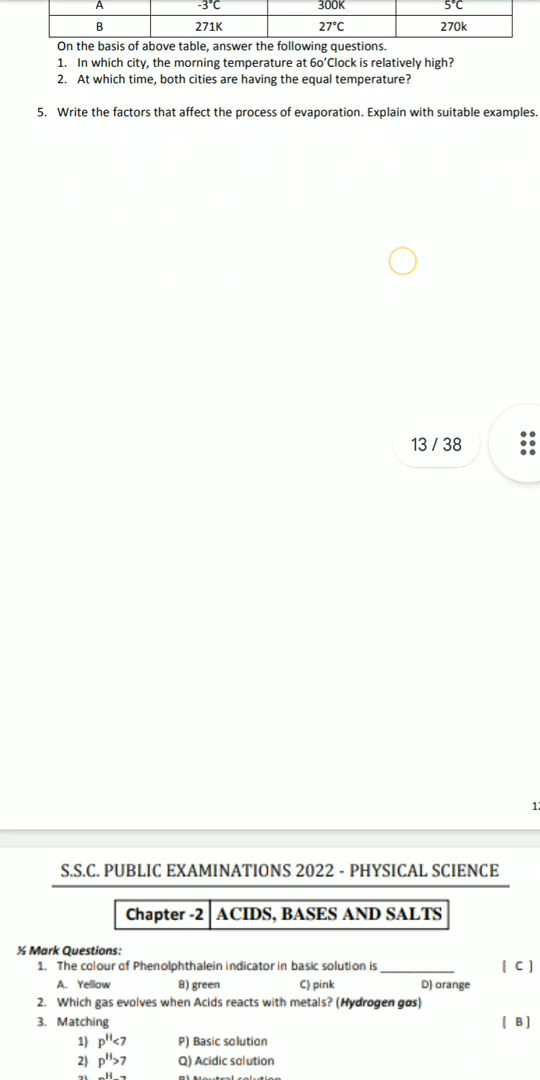 A -3°C 300K 5°C
B 271K 27°C 270k
On the basis of above table, answer the following questions.
1. In which city, the morning temperature at 6o'Clock is relatively high?
2. At which time, both cities are having the equal temperature?
5. Write the factors that affect the process of evaporation. Explain with suitable examples.
13 / 38
S.S.C. PUBLIC EXAMINATIONS 2022 - PHYSICAL SCIENCE
Chapter -2 ACIDS, BASES AND SALTS
½ Mark Questions:
1. The colour of Phenolphthalein indicator in basic solution is ____________ [ C ]
A. Yellow B) green C) pink D) orange
2. Which gas evolves when Acids reacts with metals? (Hydrogen gas)
3. Matching [ B ]
1) pH<7 P) Basic solution
2) pH>7 Q) Acidic solution